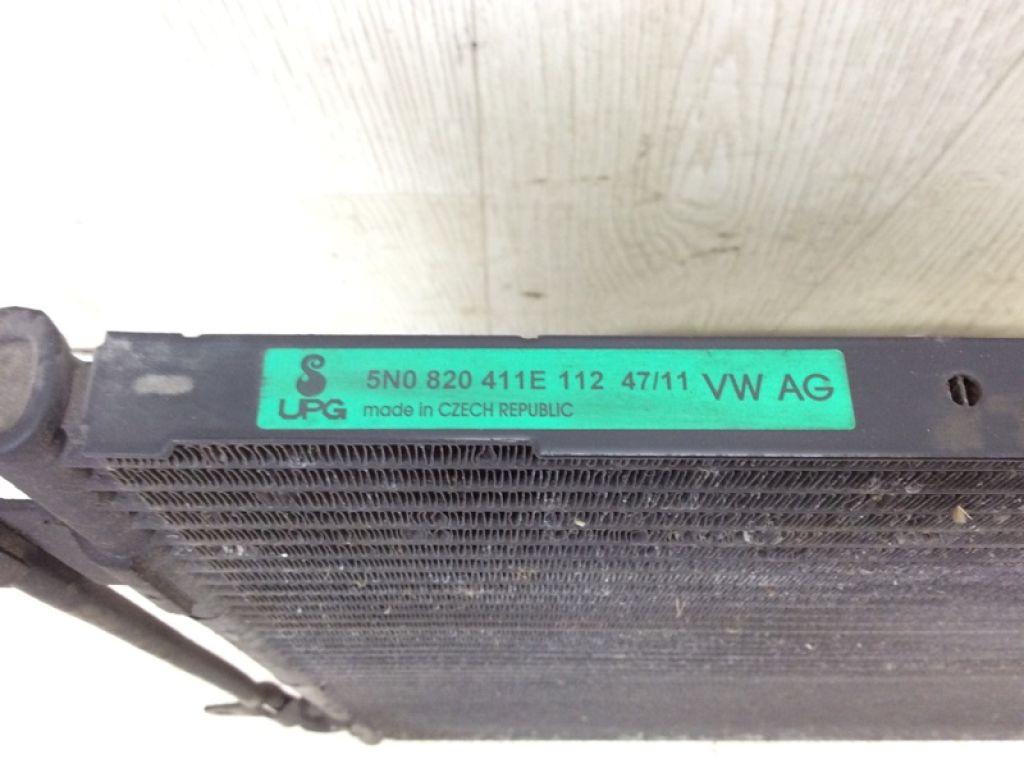 5N0 820 411E 112 47/11 VW AG
UPG made in CZECH REPUBLIC